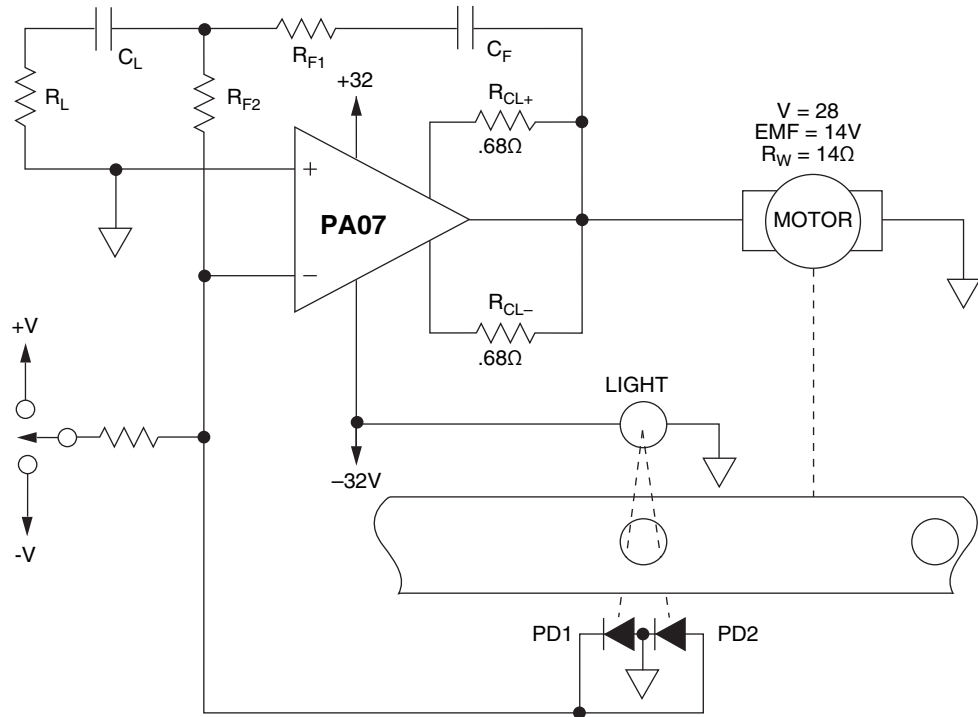 C_L
R_F1
C_F
R_L
R_F2
+32
R_CL+
.68Ω
V = 28
EMF = 14V
R_W = 14Ω
+
PA07
MOTOR
−
R_CL−
.68Ω
+V
LIGHT
−32V
-V
PD1
PD2